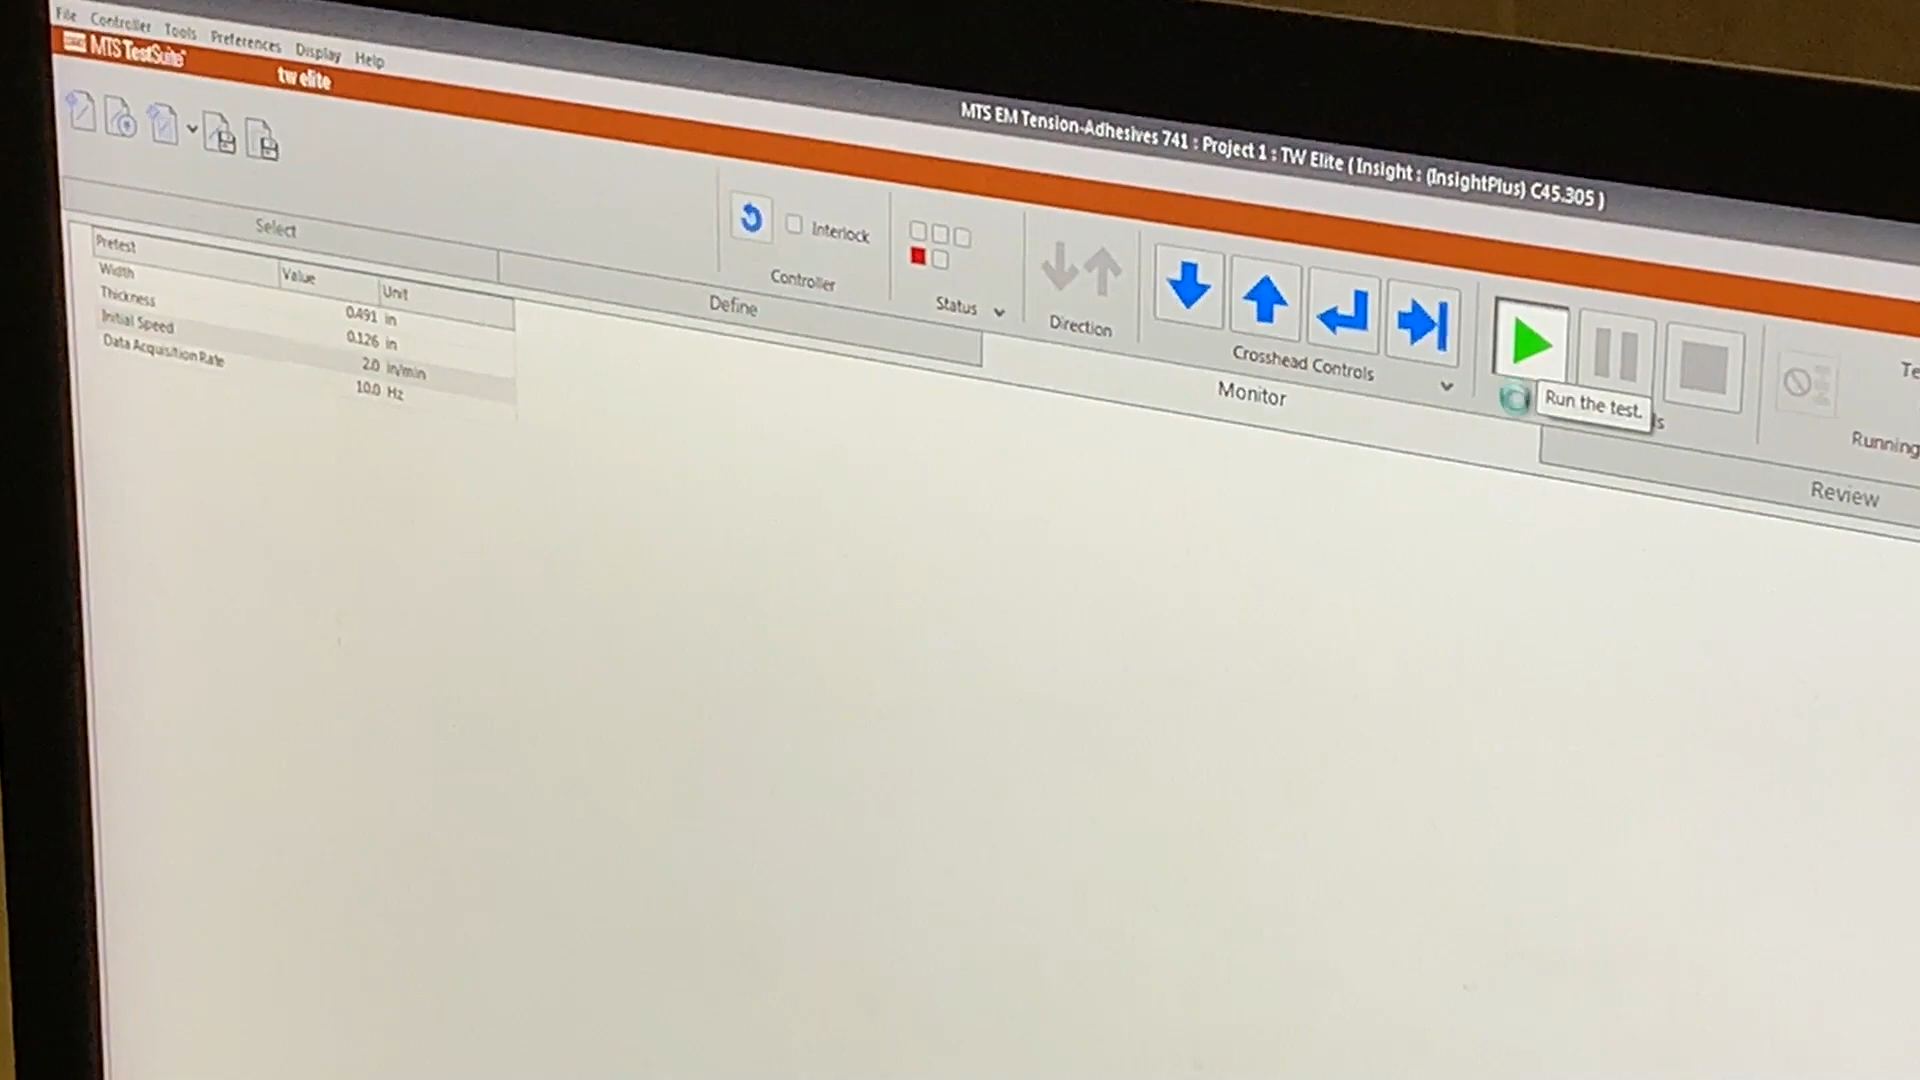 File Controller Tools Preferences Display Help
MTS TestSuite
tw elite
MTS EM Tension-Adhesives 741 : Project 1 : TW Elite ( Insight : (InsightPlus) C45.305 )
Interlock
Controller
Status
Direction
Crosshead Controls
Run the test.
ls
Te
Running
Select
Define
Monitor
Review
Pretest Value Unit
Width 0.491 in
Thickness 0.126 in
Initial Speed 2.0 in/min
Data Acquisition Rate 10.0 Hz